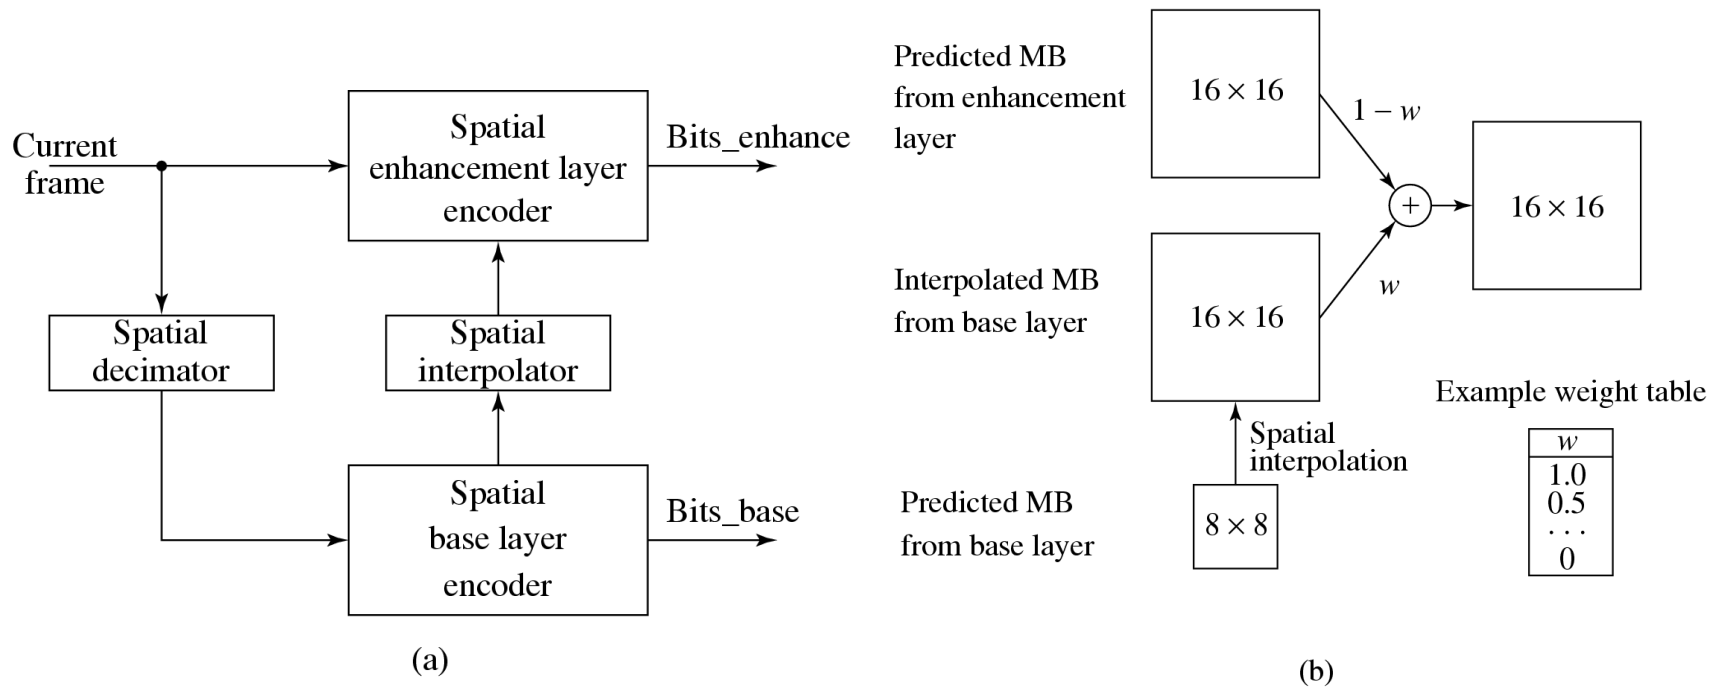 Current
frame
Spatial
enhancement layer
encoder
Bits_enhance
Spatial
decimator
Spatial
interpolator
Spatial
base layer
encoder
Bits_base
(a)
Predicted MB
from enhancement
layer
16 × 16
1 – w
+
16 × 16
Interpolated MB
from base layer
16 × 16
w
Spatial
interpolation
Predicted MB
from base layer
8 × 8
Example weight table
w
1.0
0.5
. . .
0
(b)